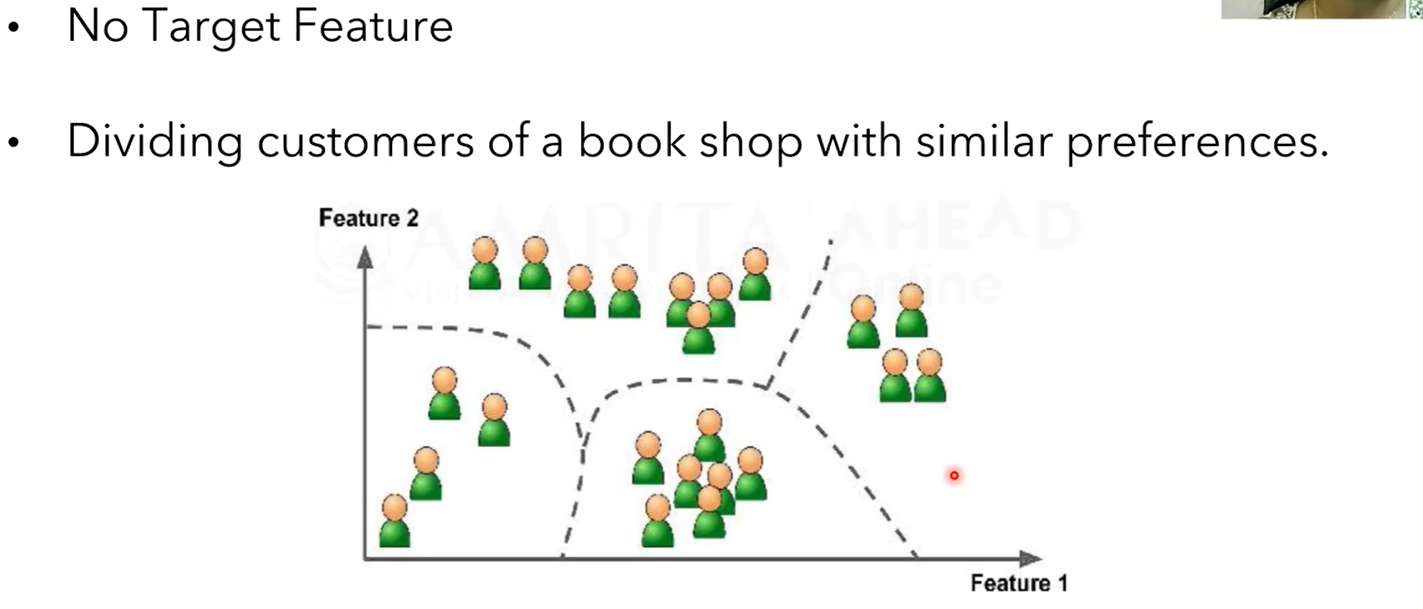 • No Target Feature
• Dividing customers of a book shop with similar preferences.
Feature 2
AMRITA AHEAD
Online
Feature 1